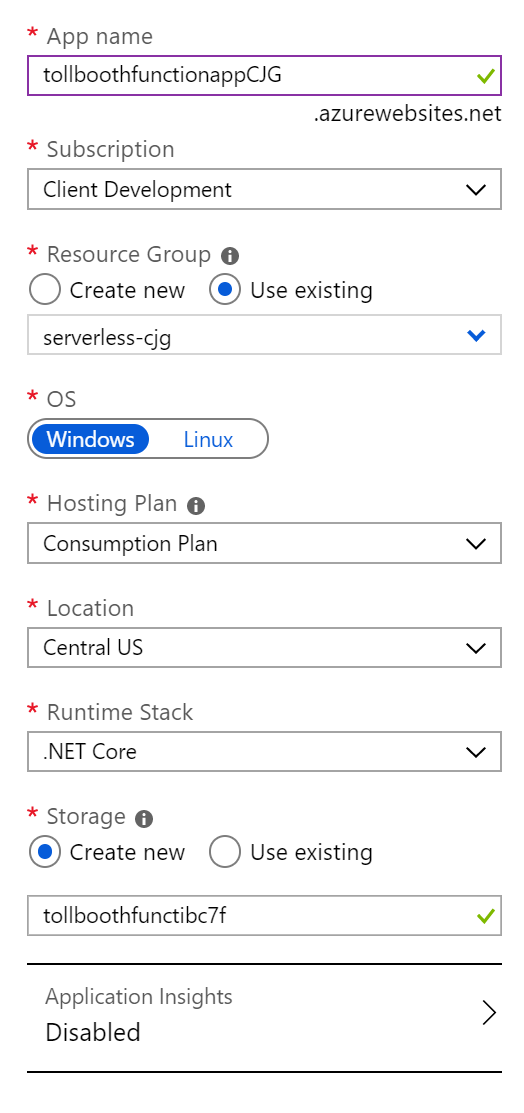 * App name
tollboothfunctionappCJG
.azurewebsites.net
* Subscription
Client Development
* Resource Group
Create new Use existing
serverless-cjg
* OS
Windows Linux
* Hosting Plan
Consumption Plan
* Location
Central US
* Runtime Stack
.NET Core
* Storage
Create new Use existing
tollboothfunctibc7f
Application Insights
Disabled